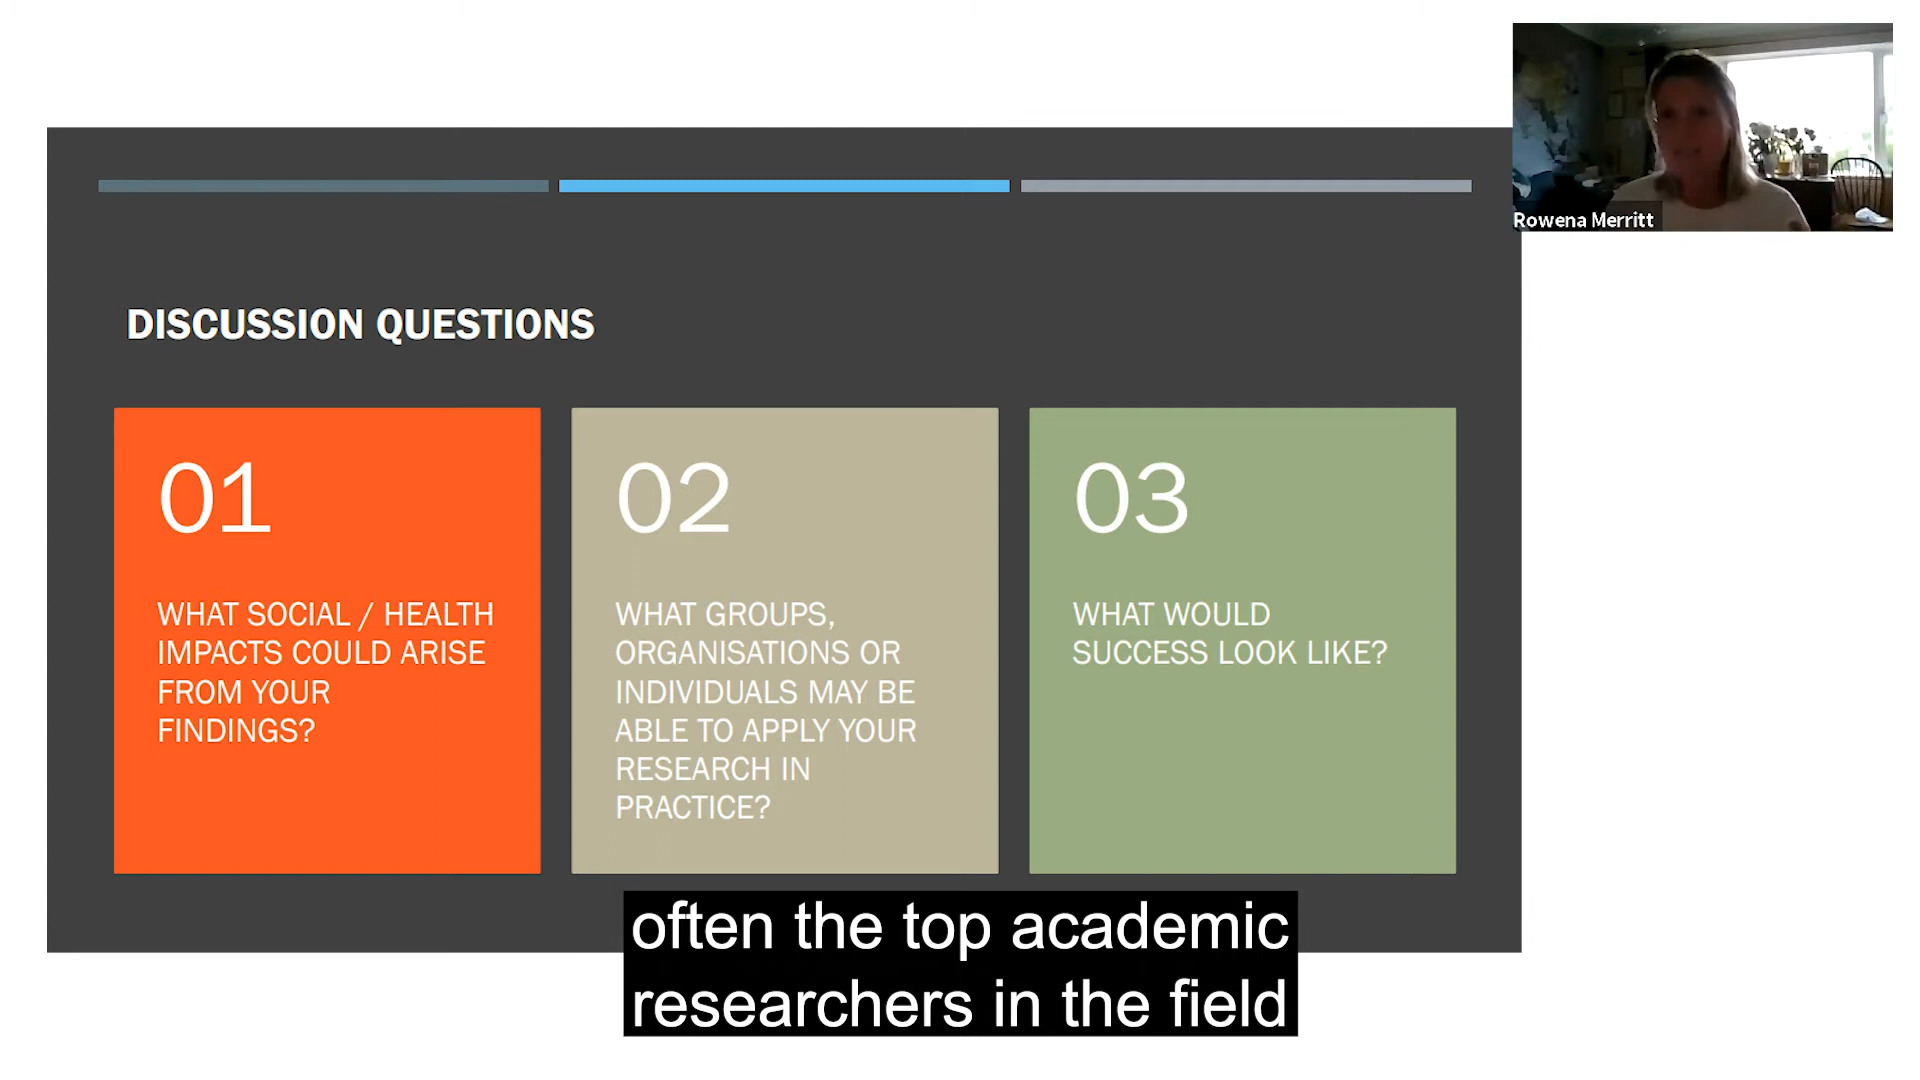 Rowena Merritt
DISCUSSION QUESTIONS
01
WHAT SOCIAL / HEALTH
IMPACTS COULD ARISE
FROM YOUR
FINDINGS?
02
WHAT GROUPS,
ORGANISATIONS OR
INDIVIDUALS MAY BE
ABLE TO APPLY YOUR
RESEARCH IN
PRACTICE?
03
WHAT WOULD
SUCCESS LOOK LIKE?
often the top academic
researchers in the field